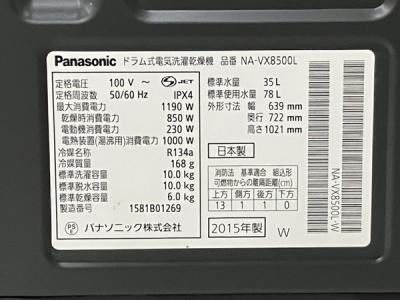 Panasonic ドラム式電気洗濯乾燥機 品番 NA-VX8500L
定格電圧 100 V ~
定格周波数 50/60 Hz
S JET
IPX4
最大消費電力 1190 W
乾燥時消費電力 850 W
電動機消費電力 230 W
電熱装置(湯沸用)消費電力 1000 W
冷媒名称 R134a
冷媒質量 168 g
標準洗濯容量 10.0 kg
標準脱水容量 10.0 kg
標準乾燥容量 6.0 kg
製造番号 1581B01269
PS
E
パナソニック株式会社
標準水量 35 L
標準使用水量 78 L
外形寸法 幅 639 mm
奥行 722 mm
高さ 1021 mm
日本製
消防法 基準適合 組込形
可燃物からの離隔距離(cm)
上方 側方 前方 後方 下方
13 1 1 0
2015年製
W
NA-VX8500L-W